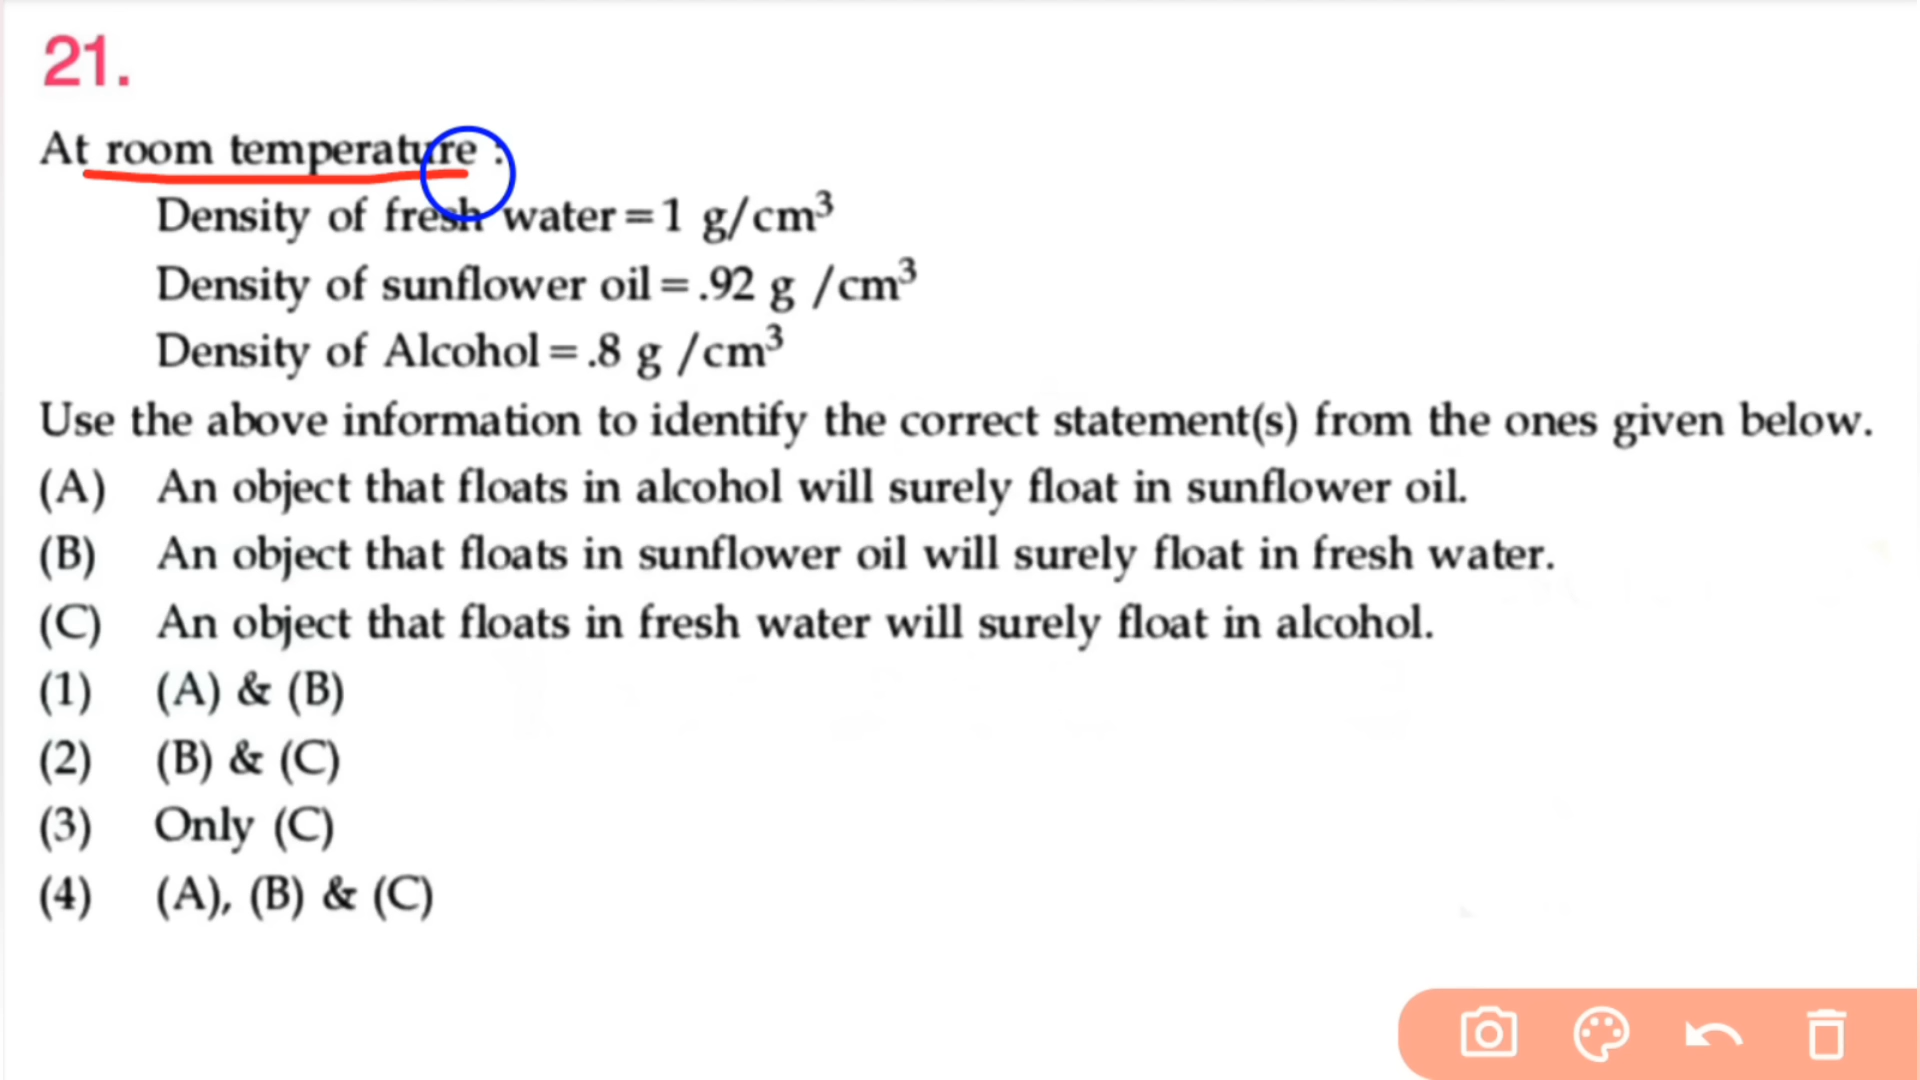 21.
At room temperature :
Density of fresh water = 1 g/cm³
Density of sunflower oil = .92 g /cm³
Density of Alcohol = .8 g /cm³
Use the above information to identify the correct statement(s) from the ones given below.
(A) An object that floats in alcohol will surely float in sunflower oil.
(B) An object that floats in sunflower oil will surely float in fresh water.
(C) An object that floats in fresh water will surely float in alcohol.
(1) (A) & (B)
(2) (B) & (C)
(3) Only (C)
(4) (A), (B) & (C)